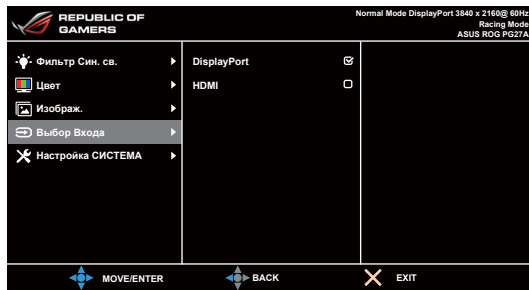 REPUBLIC OF
GAMERS
Normal Mode DisplayPort 3840 x 2160@ 60Hz
Racing Mode
ASUS ROG PG27A
Фильтр Син. св.
Цвет
Изображ.
Выбор Входа
Настройка СИСТЕМА
DisplayPort
HDMI
MOVE/ENTER
BACK
EXIT